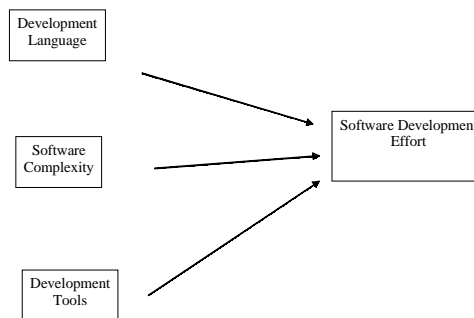 Development
Language
Software Development
Effort
Software
Complexity
Development
Tools